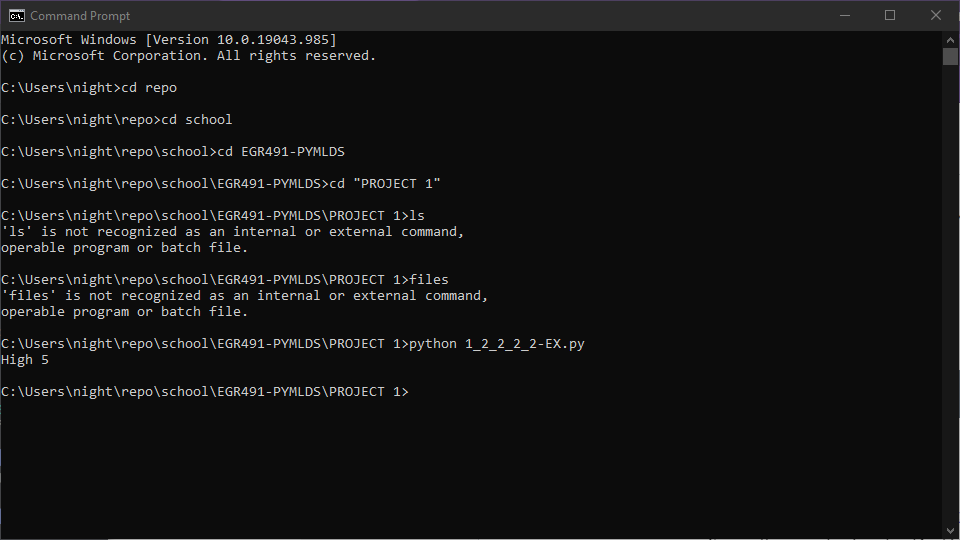 Command Prompt
Microsoft Windows [Version 10.0.19043.985]
(c) Microsoft Corporation. All rights reserved.
C:\Users\night>cd repo
C:\Users\night\repo>cd school
C:\Users\night\repo\school>cd EGR491-PYMLDS
C:\Users\night\repo\school\EGR491-PYMLDS>cd "PROJECT 1"
C:\Users\night\repo\school\EGR491-PYMLDS\PROJECT 1>ls
'ls' is not recognized as an internal or external command,
operable program or batch file.
C:\Users\night\repo\school\EGR491-PYMLDS\PROJECT 1>files
'files' is not recognized as an internal or external command,
operable program or batch file.
C:\Users\night\repo\school\EGR491-PYMLDS\PROJECT 1>python 1_2_2_2_2-EX.py
High 5
C:\Users\night\repo\school\EGR491-PYMLDS\PROJECT 1>